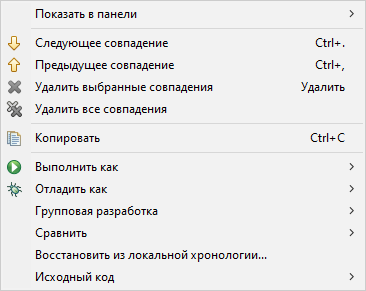 Показать в панели
Следующее совпадение Ctrl+.
Предыдущее совпадение Ctrl+,
Удалить выбранные совпадения Удалить
Удалить все совпадения
Копировать Ctrl+C
Выполнить как
Отладить как
Групповая разработка
Сравнить
Восстановить из локальной хронологии...
Исходный код